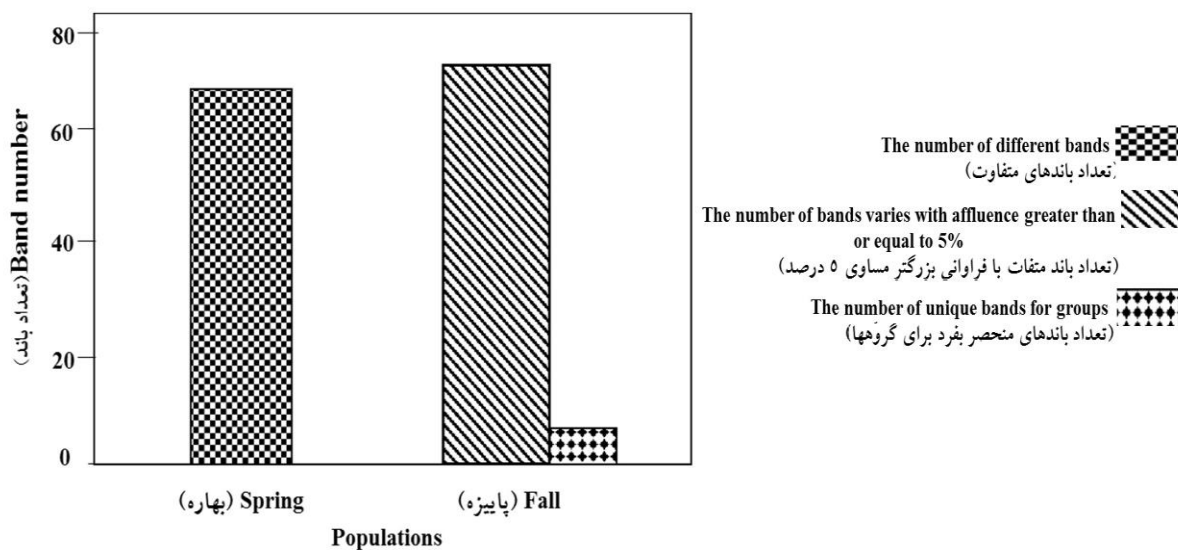 80
60
40
20
0
Band number(تعداد باند)
(بهاره) Spring
(پاییزه) Fall
Populations
The number of different bands
(تعداد باندهای متفاوت)
The number of bands varies with affluence greater than
or equal to 5%
(تعداد باند متفات با فراوانی بزرگتر مساوی ۵ درصد)
The number of unique bands for groups
(تعداد باندهای منحصر بفرد برای گروهها)